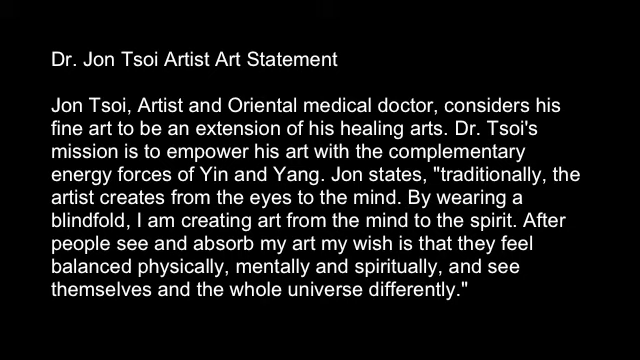 Dr. Jon Tsoi Artist Art Statement
Jon Tsoi, Artist and Oriental medical doctor, considers his
fine art to be an extension of his healing arts. Dr. Tsoi's
mission is to empower his art with the complementary
energy forces of Yin and Yang. Jon states, "traditionally, the
artist creates from the eyes to the mind. By wearing a
blindfold, I am creating art from the mind to the spirit. After
people see and absorb my art my wish is that they feel
balanced physically, mentally and spiritually, and see
themselves and the whole universe differently."